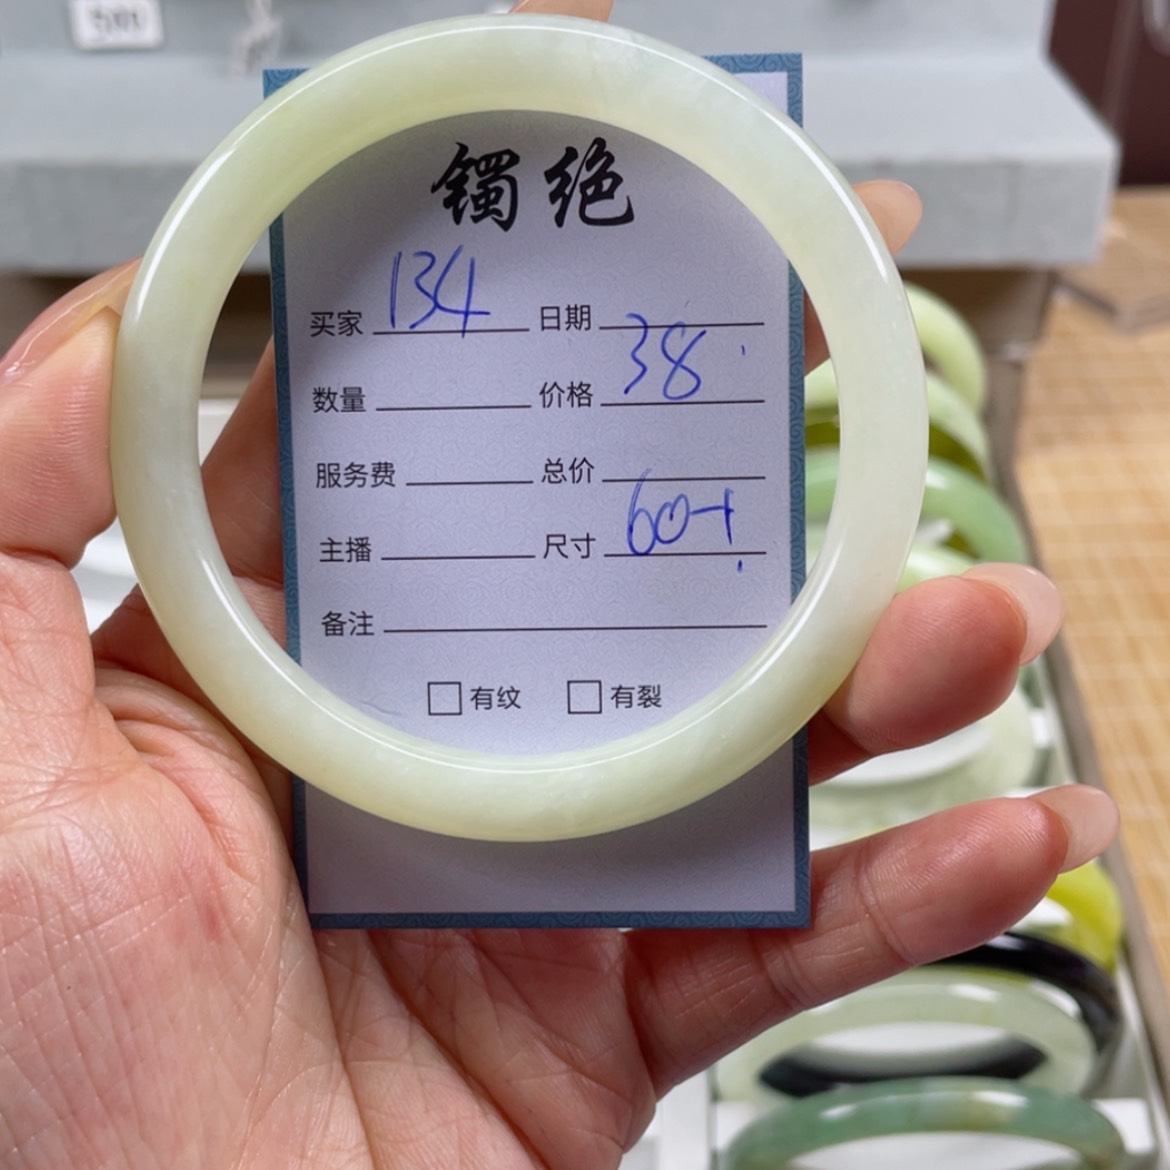 镯绝
买家 134 日期
数量 价格 38
服务费 总价
主播 尺寸 60+
备注
□有纹 □有裂